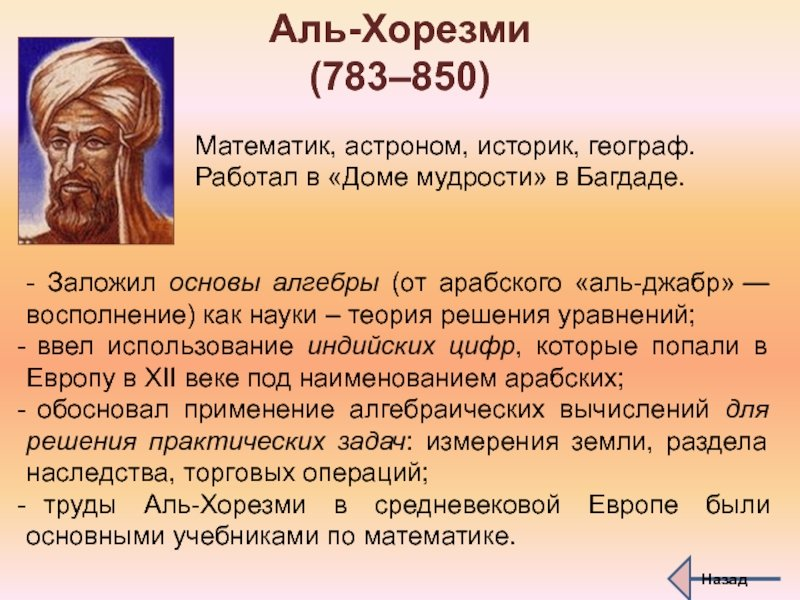 Аль-Хорезми
(783–850)
Математик, астроном, историк, географ.
Работал в «Доме мудрости» в Багдаде.
- Заложил основы алгебры (от арабского «аль-джабр» —
восполнение) как науки – теория решения уравнений;
- ввел использование индийских цифр, которые попали в
Европу в XII веке под наименованием арабских;
- обосновал применение алгебраических вычислений для
решения практических задач: измерения земли, раздела
наследства, торговых операций;
- труды Аль-Хорезми в средневековой Европе были
основными учебниками по математике.
Назад